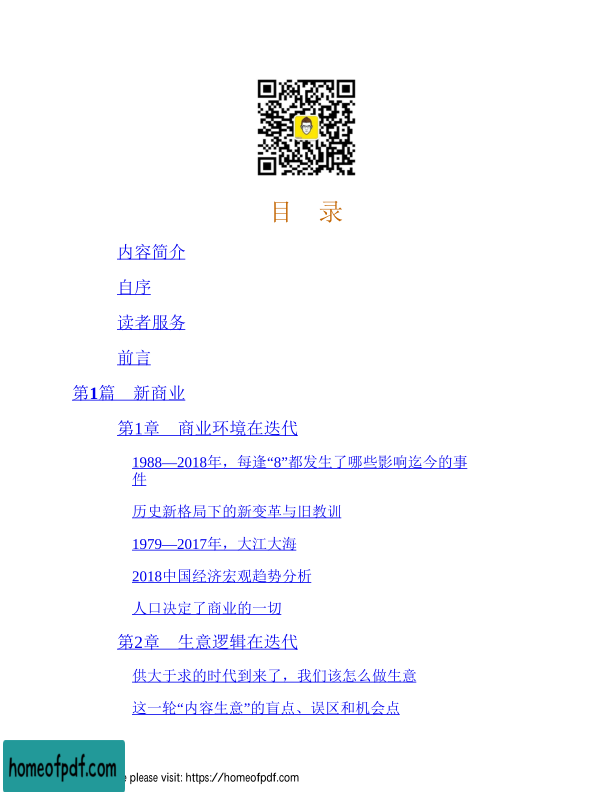 目 录
内容简介
自序
读者服务
前言
第1篇 新商业
第1章 商业环境在迭代
1988—2018年，每逢“8”都发生了哪些影响迄今的事
件
历史新格局下的新变革与旧教训
1979—2017年，大江大海
2018中国经济宏观趋势分析
人口决定了商业的一切
第2章 生意逻辑在迭代
供大于求的时代到来了，我们该怎么做生意
这一轮“内容生意”的盲点、误区和机会点
homeofpdf.com
please visit: https://homeofpdf.com